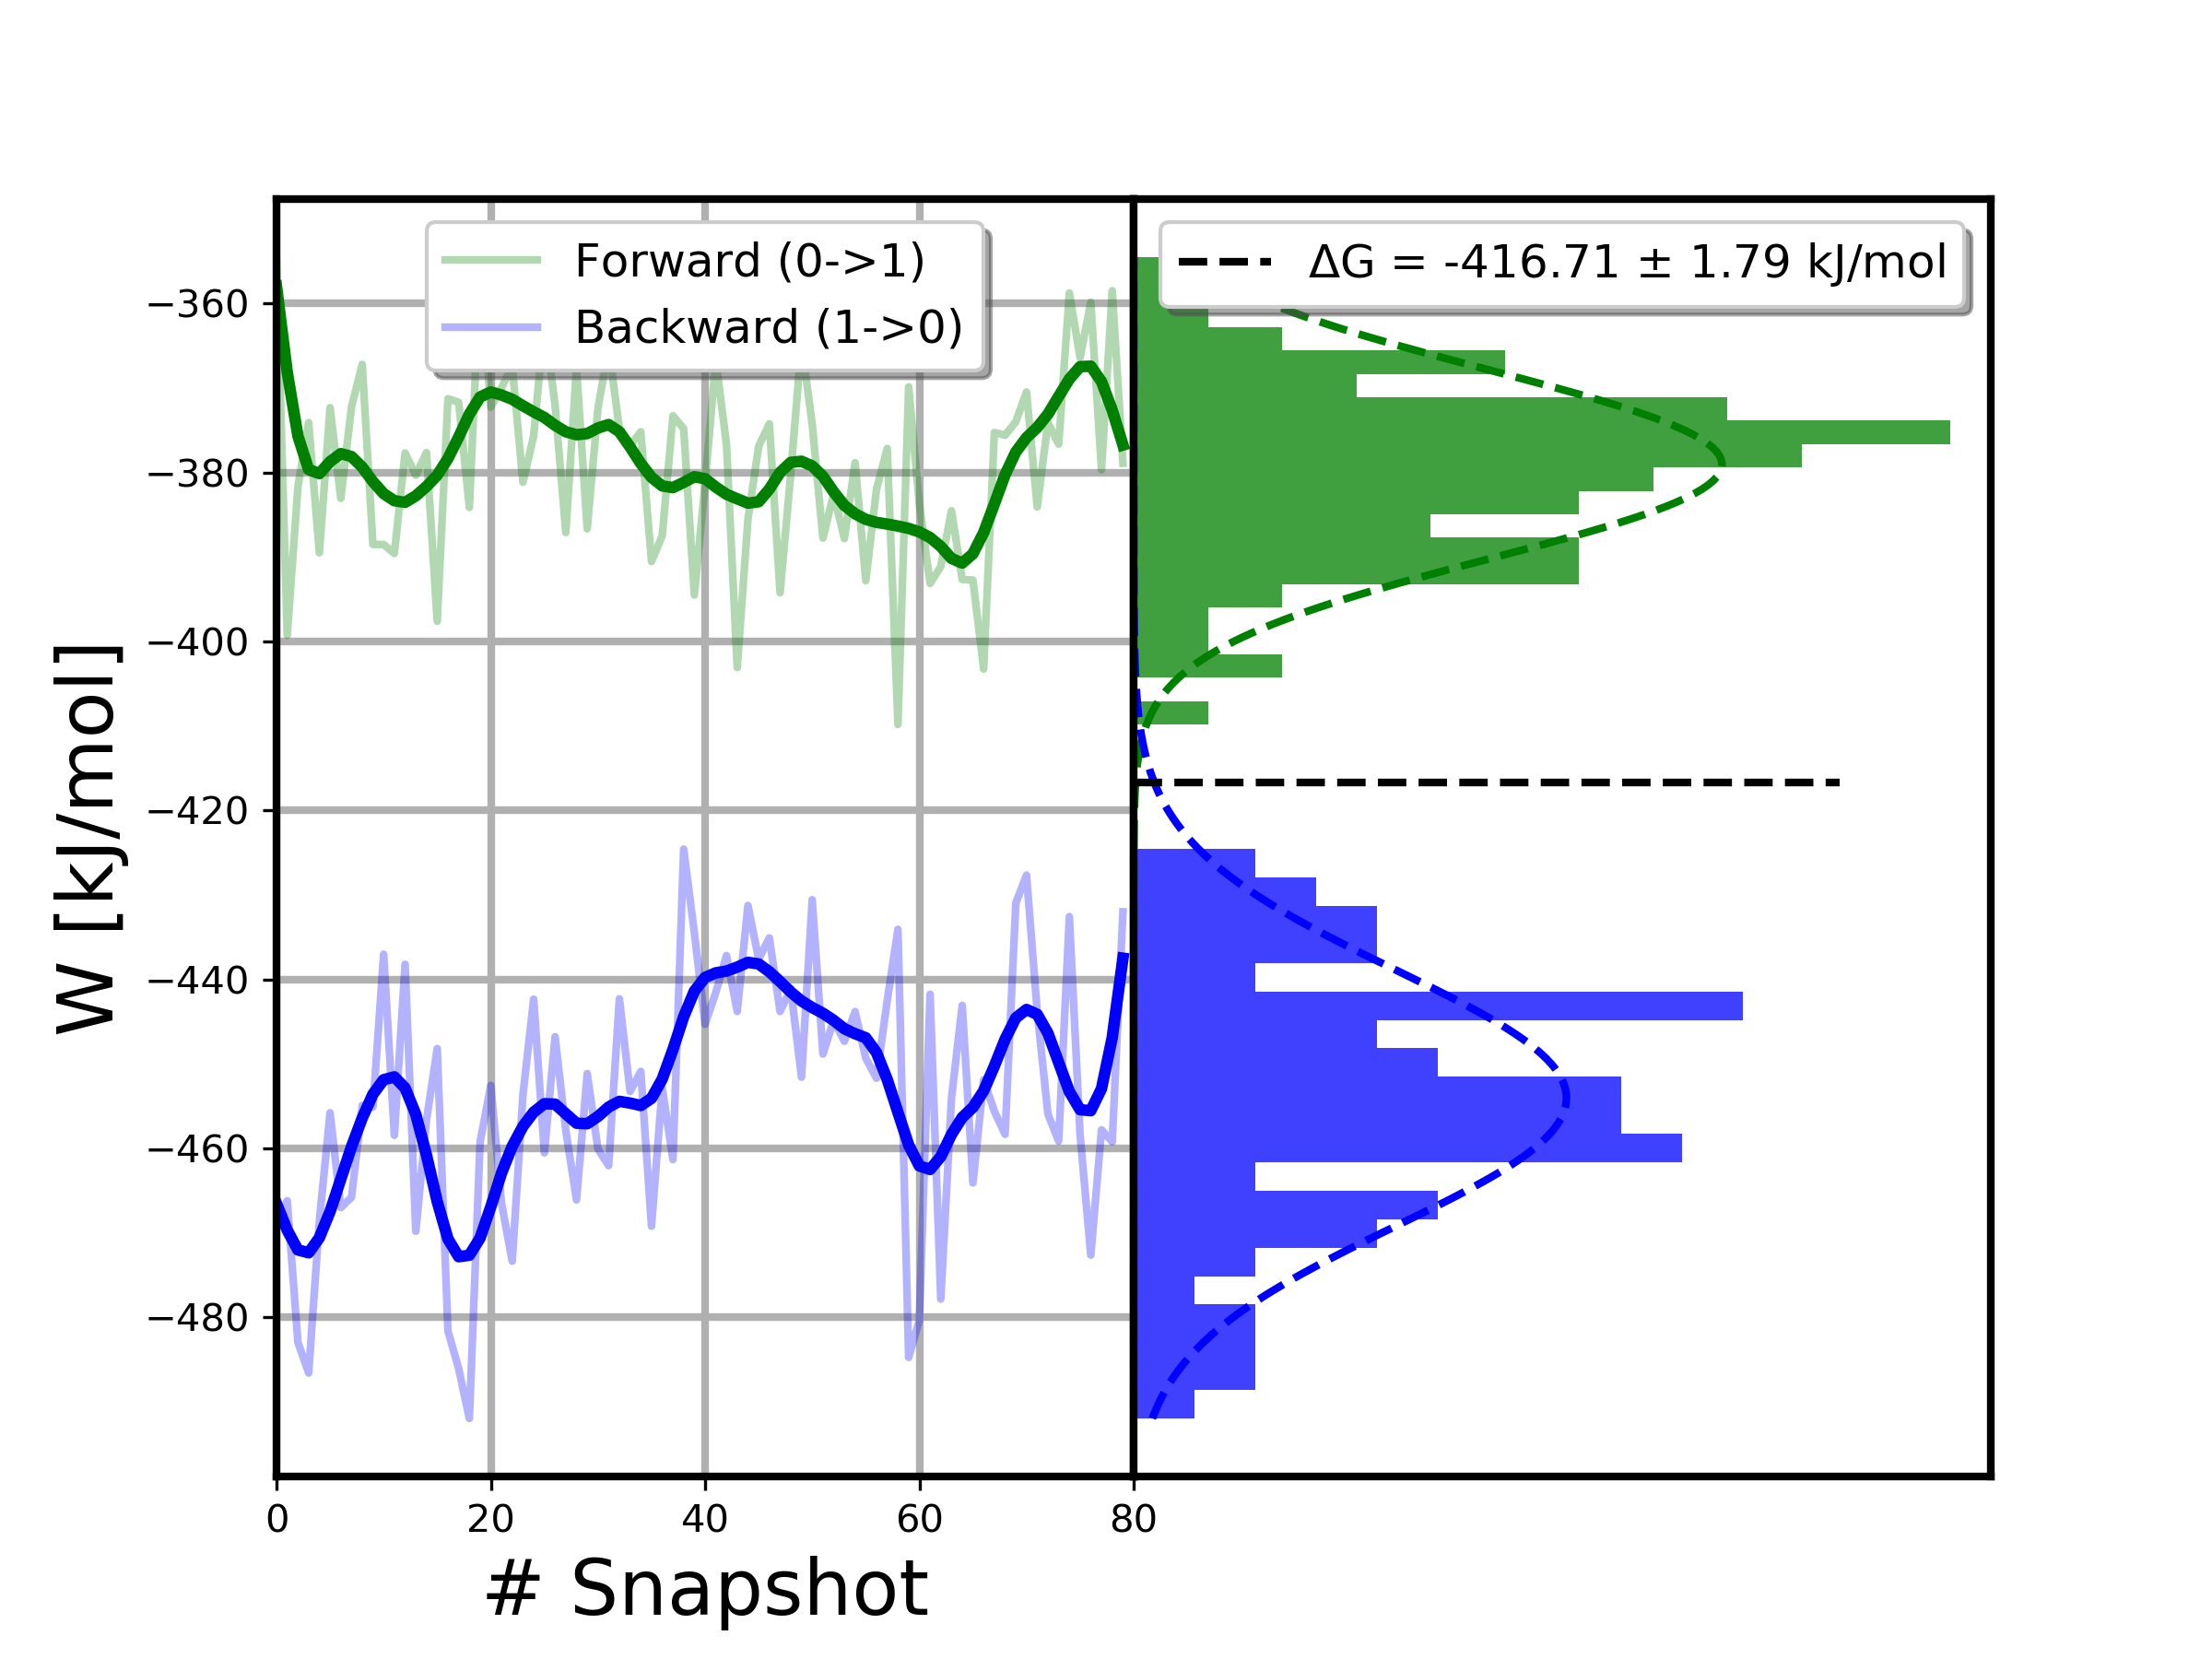 Forward (0->1)
Backward (1->0)
ΔG = -416.71 ± 1.79 kJ/mol
W [kJ/mol]
−360
−380
−400
−420
−440
−460
−480
0 20 40 60 80
# Snapshot